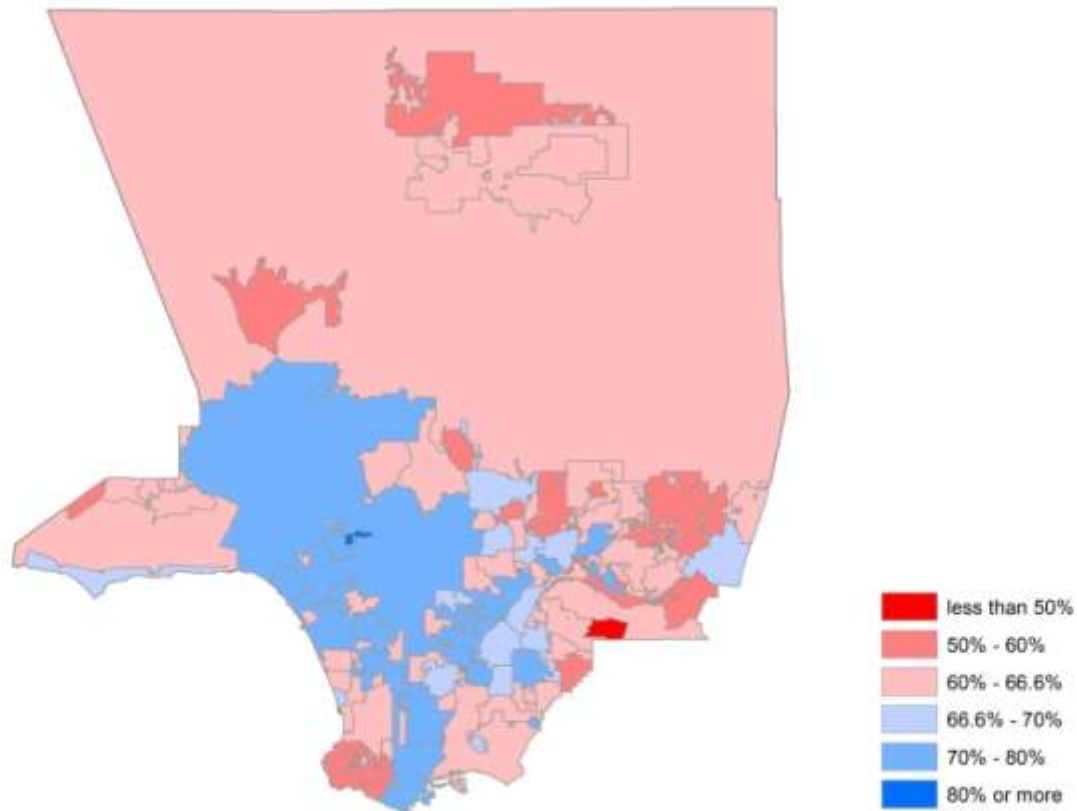 less than 50%
50% - 60%
60% - 66.6%
66.6% - 70%
70% - 80%
80% or more